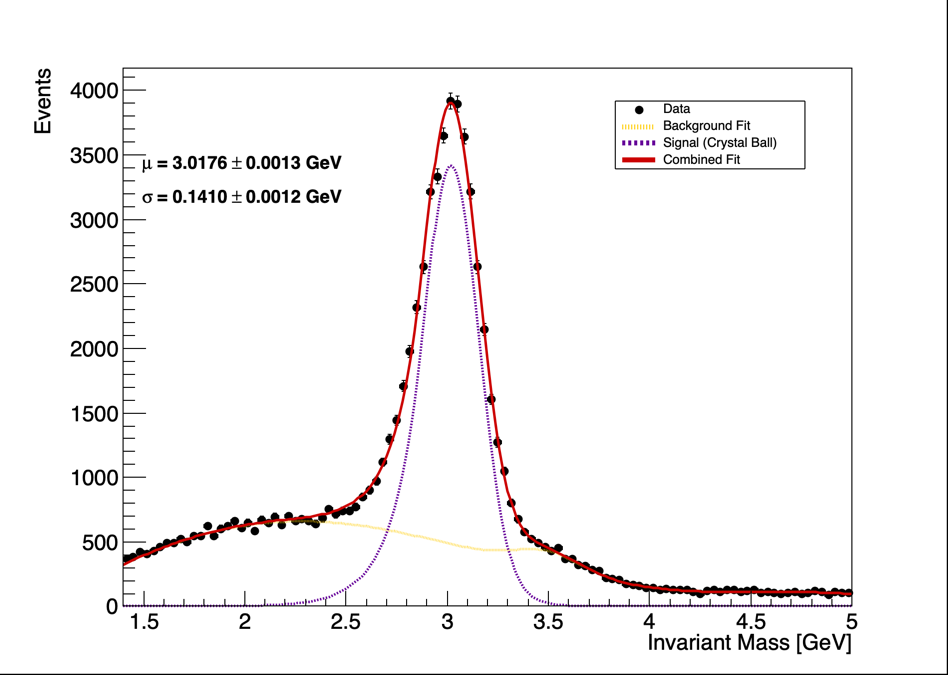 Events
4000
3500
3000
2500
2000
1500
1000
500
0
μ = 3.0176 ± 0.0013 GeV
σ = 0.1410 ± 0.0012 GeV
Data
Background Fit
Signal (Crystal Ball)
Combined Fit
1.5 2 2.5 3 3.5 4 4.5 5
Invariant Mass [GeV]